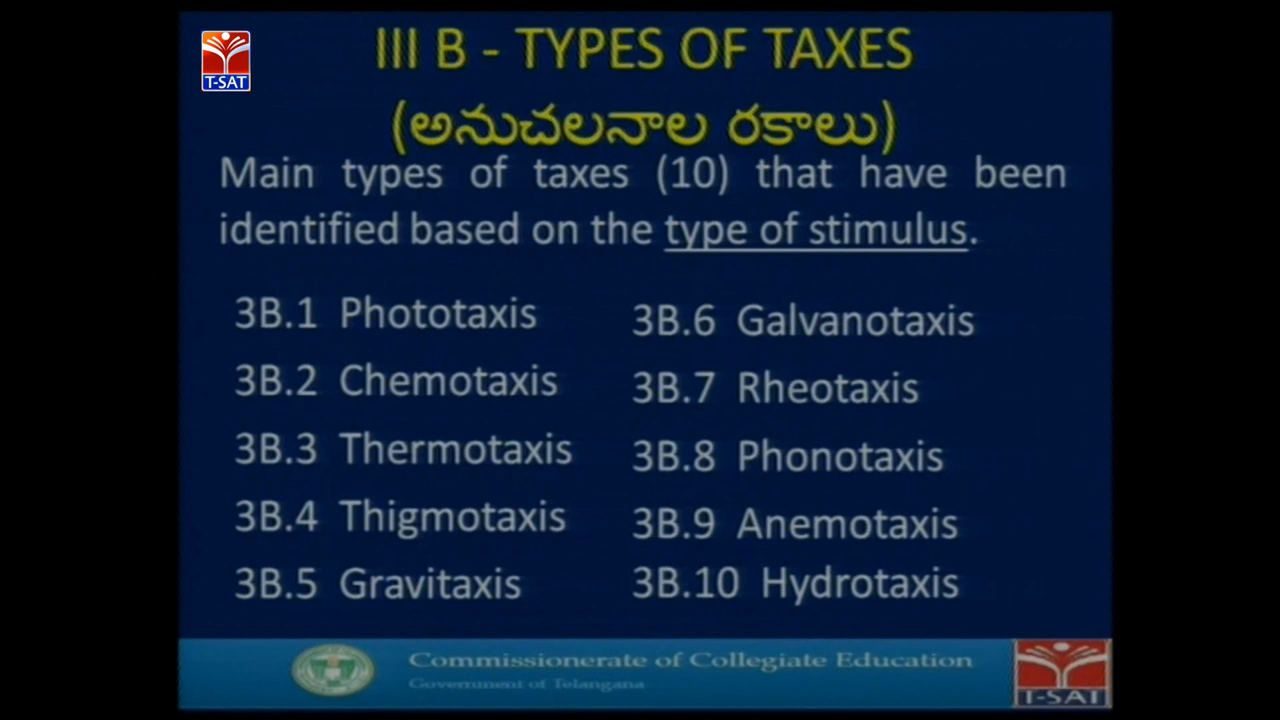 T-SAT
III B - TYPES OF TAXES
(అనుచలనాల రకాలు)
Main types of taxes (10) that have been
identified based on the type of stimulus.
3B.1 Phototaxis
3B.2 Chemotaxis
3B.3 Thermotaxis
3B.4 Thigmotaxis
3B.5 Gravitaxis
3B.6 Galvanotaxis
3B.7 Rheotaxis
3B.8 Phonotaxis
3B.9 Anemotaxis
3B.10 Hydrotaxis
Commissionerate of Collegiate Education
Government of Telangana
T-SAT